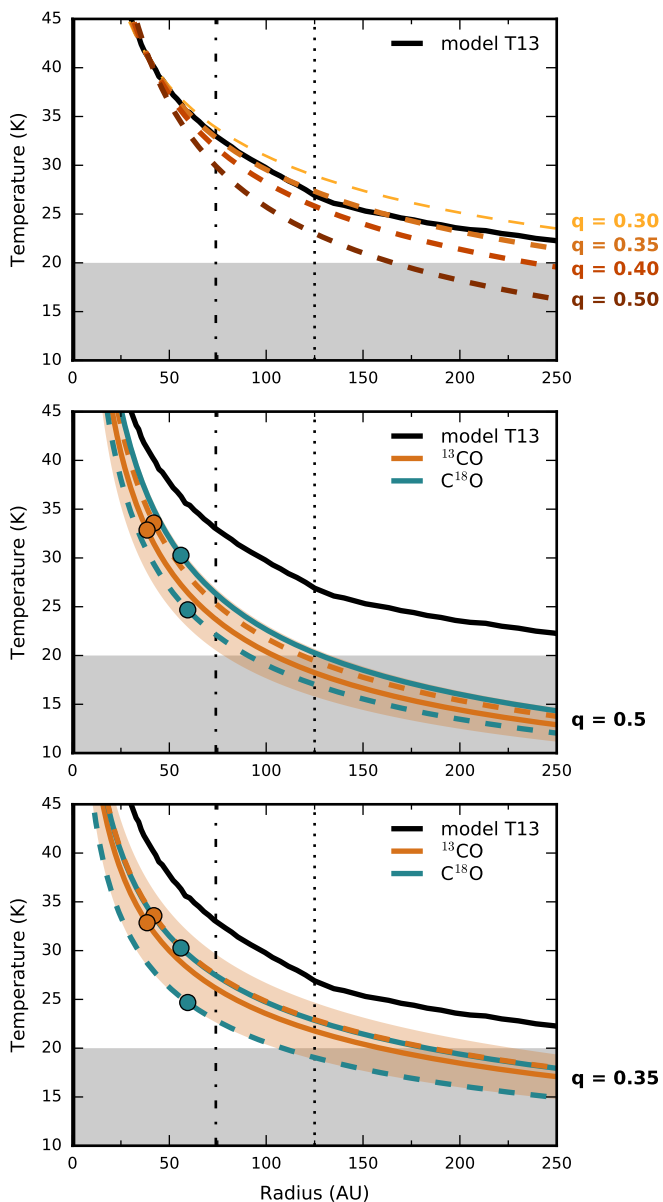 45
40
35
30
25
20
15
10
Temperature (K)
model T13
q = 0.30
q = 0.35
q = 0.40
q = 0.50
0
50
100
150
200
250
45
40
35
30
25
20
15
10
Temperature (K)
model T13
¹³CO
C¹⁸O
q = 0.5
0
50
100
150
200
250
45
40
35
30
25
20
15
10
Temperature (K)
model T13
¹³CO
C¹⁸O
q = 0.35
0
50
100
150
200
250
Radius (AU)